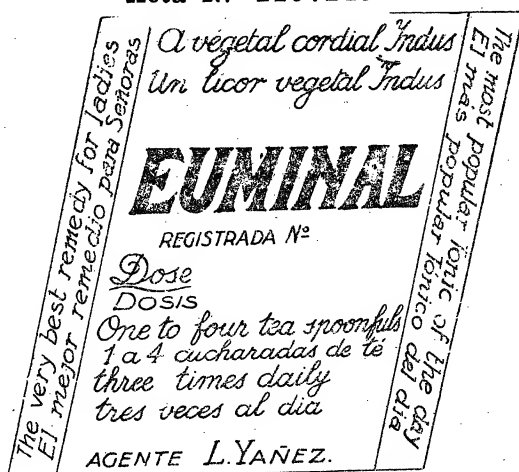 The very best remedy for ladies
El mejor remedio para Señoras
A végetal cordial Indus
Un licor vegetal Indus
EUMINAL
REGISTRADA Nº
Dose
DOSIS
One to four tea spoonfuls
1 a 4 cucharadas de té
three times daily
tres veces al dia
AGENTE L. YAÑEZ.
The most popular Tonic of the day
El más popular Tónico del dia